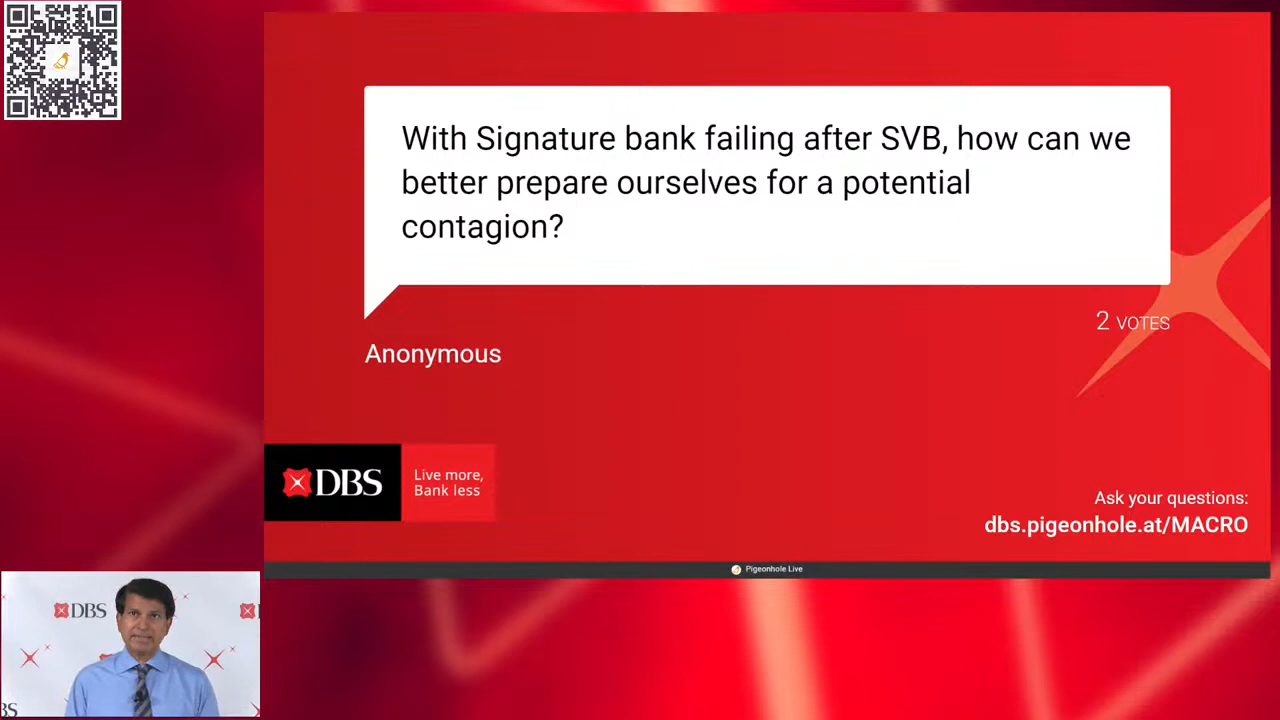 With Signature bank failing after SVB, how can we
better prepare ourselves for a potential
contagion?
2 VOTES
Anonymous
DBS
Live more,
Bank less
Ask your questions:
dbs.pigeonhole.at/MACRO
Pigeonhole Live
DBS